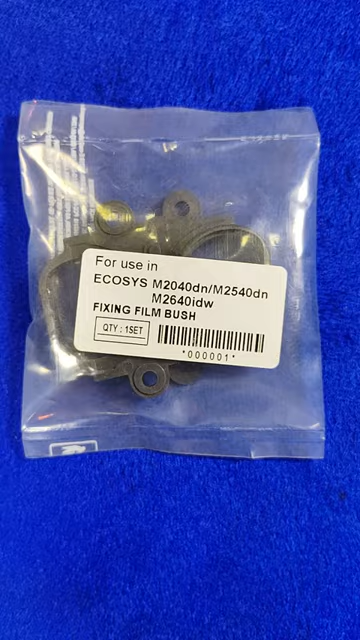 For use in
ECOSYS M2040dn/M2540dn
M2640idw
FIXING FILM BUSH
QTY : 1SET
*000001*